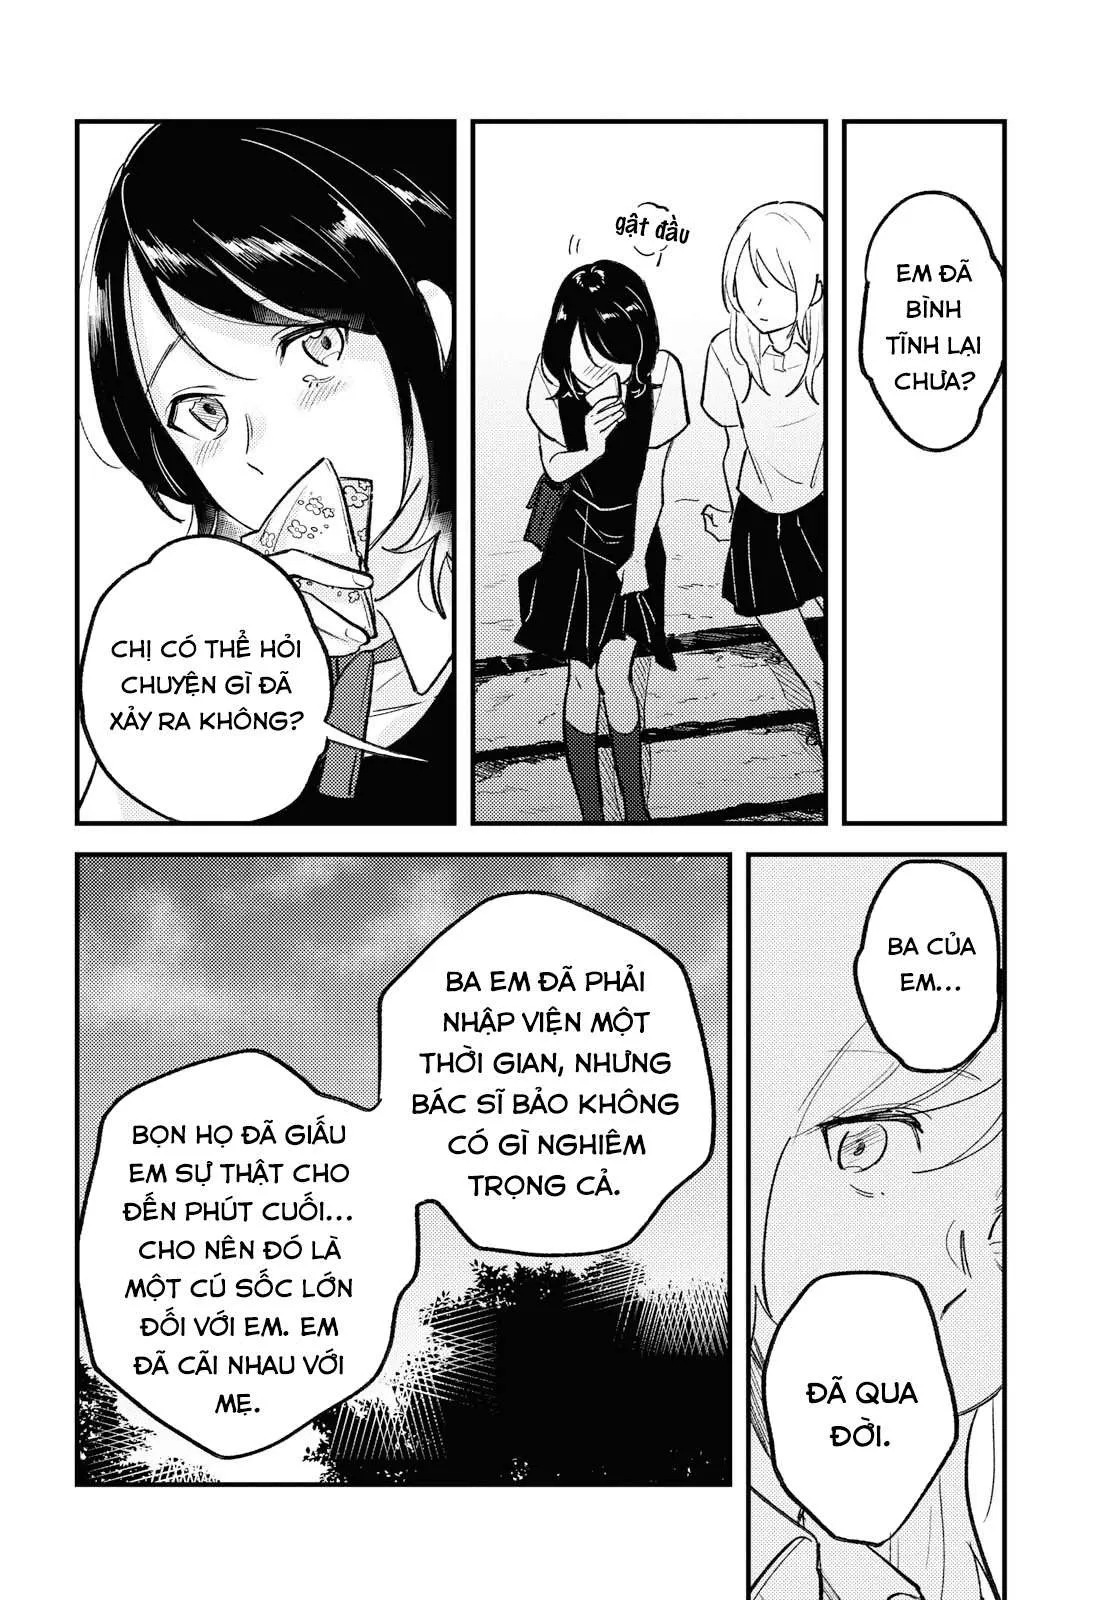 EM ĐÃ
BÌNH
TĨNH LẠI
CHƯA?
gật đầu
CHỊ CÓ THỂ HỎI
CHUYỆN GÌ ĐÃ
XẢY RA KHÔNG?
BA CỦA
EM...
ĐÃ QUA
ĐỜI.
BA EM ĐÃ PHẢI
NHẬP VIỆN MỘT
THỜI GIAN, NHƯNG
BÁC SĨ BẢO KHÔNG
CÓ GÌ NGHIÊM
TRỌNG CẢ.
BỌN HỌ ĐÃ GIẤU
EM SỰ THẬT CHO
ĐẾN PHÚT CUỐI...
CHO NÊN ĐÓ LÀ
MỘT CÚ SỐC LỚN
ĐỐI VỚI EM. EM
ĐÃ CÃI NHAU VỚI
MẸ.